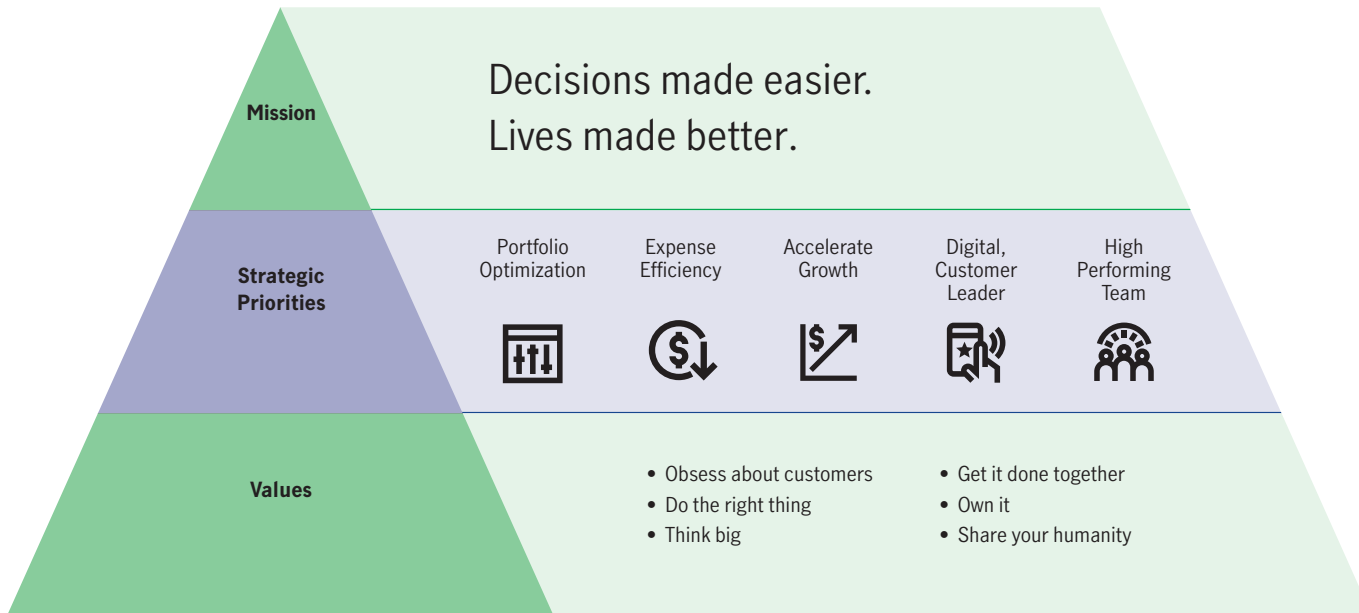 Mission
Decisions made easier.
Lives made better.
Strategic
Priorities
Portfolio
Optimization
Expense
Efficiency
Accelerate
Growth
Digital,
Customer
Leader
High
Performing
Team
$
$
Values
• Obsess about customers
• Do the right thing
• Think big
• Get it done together
• Own it
• Share your humanity